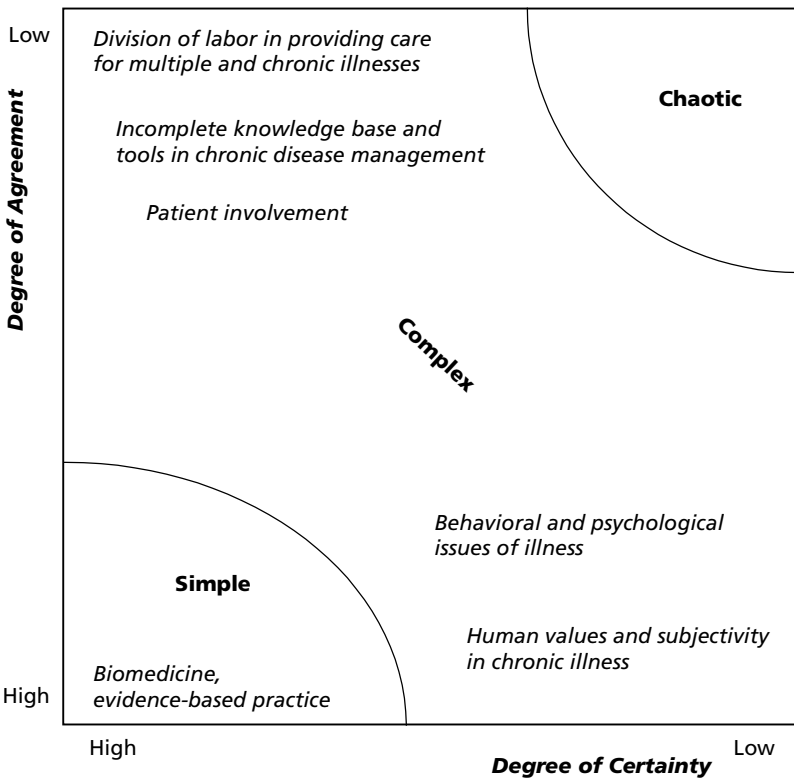 Low
Division of labor in providing care
for multiple and chronic illnesses
Chaotic
Degree of Agreement
Incomplete knowledge base and
tools in chronic disease management
Patient involvement
Complex
Behavioral and psychological
issues of illness
Simple
Human values and subjectivity
in chronic illness
Biomedicine,
evidence-based practice
High
High
Low
Degree of Certainty